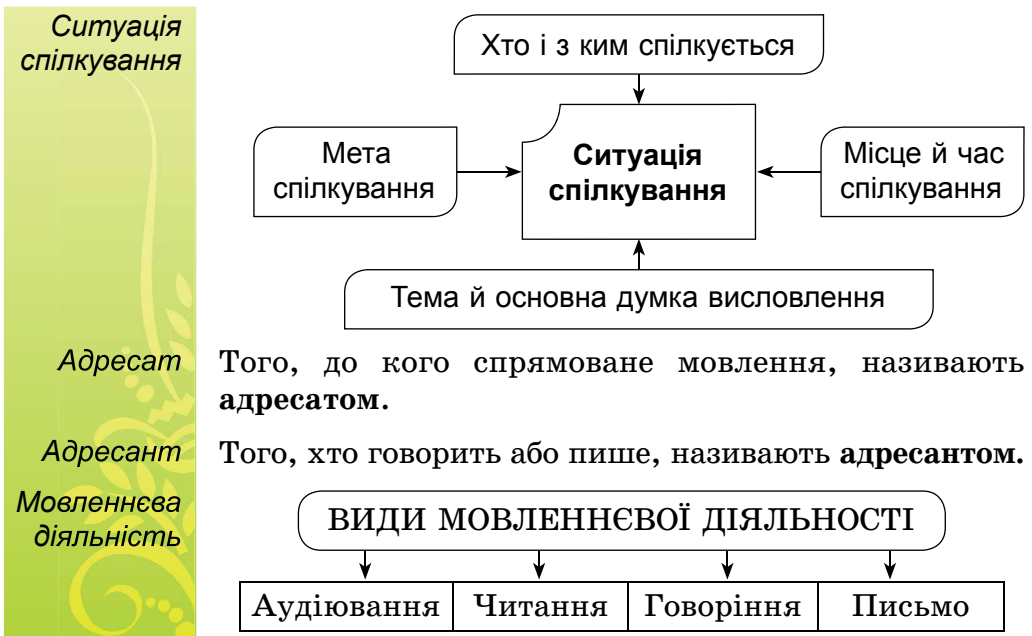 Ситуація
спілкування
Хто і з ким спілкується
Мета
спілкування
Ситуація
спілкування
Місце й час
спілкування
Тема й основна думка висловлення
Адресат
Того, до кого спрямоване мовлення, називають
адресатом.
Адресант
Того, хто говорить або пише, називають адресантом.
Мовленнєва
діяльність
ВИДИ МОВЛЕННЄВОЇ ДІЯЛЬНОСТІ
Аудіювання Читання Говоріння Письмо